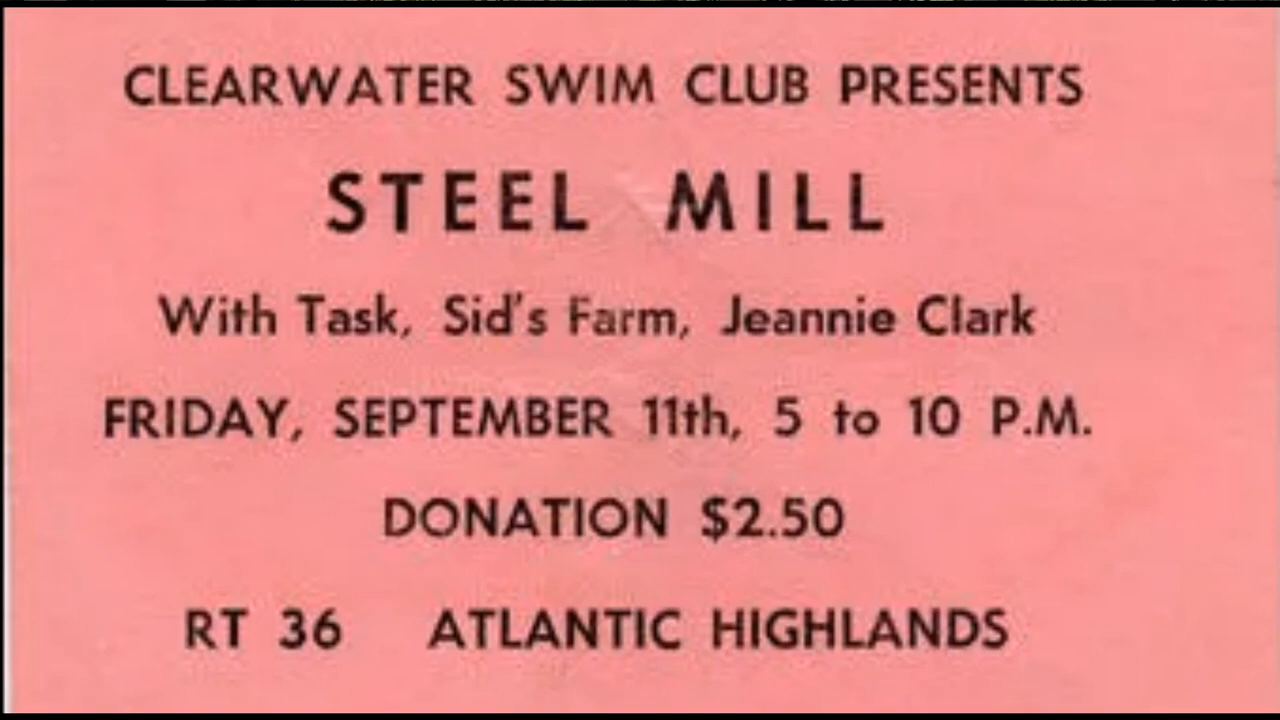 CLEARWATER SWIM CLUB PRESENTS
STEEL MILL
With Task, Sid's Farm, Jeannie Clark
FRIDAY, SEPTEMBER 11th, 5 to 10 P.M.
DONATION $2.50
RT 36 ATLANTIC HIGHLANDS